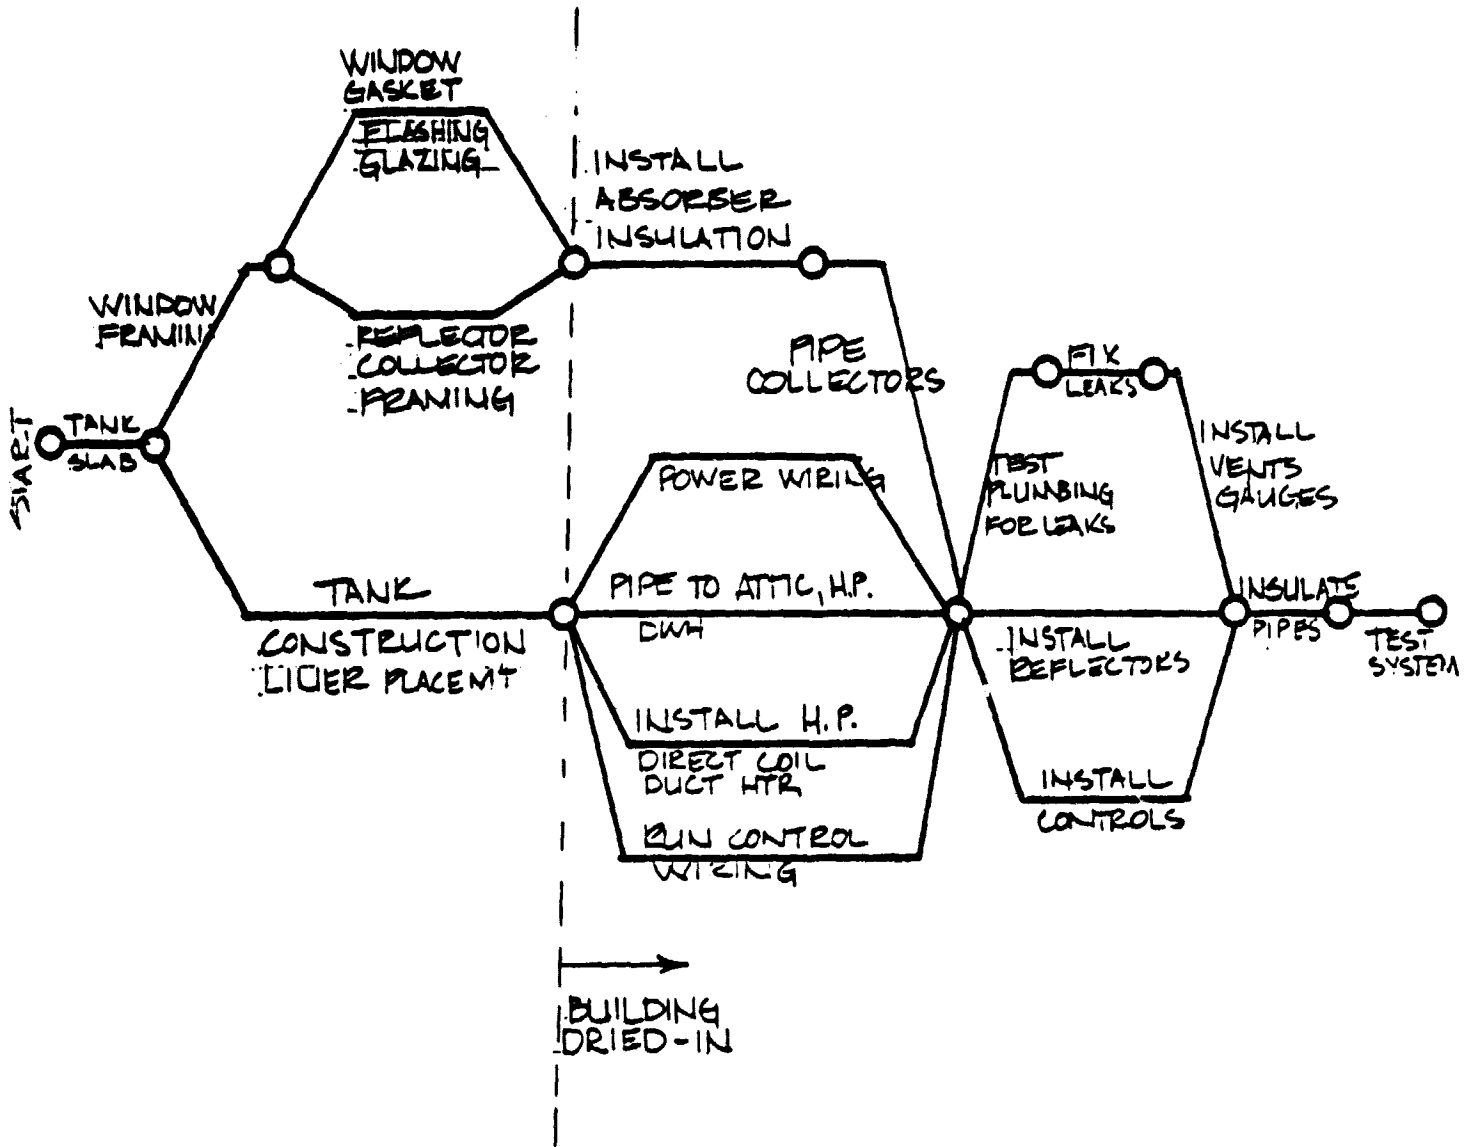 WINDOW
GASKET
FLASHING
GLAZING
INSTALL
ABSORBER
INSULATION
WINDOW
FRAMING
REFLECTOR
COLLECTOR
FRAMING
PIPE
COLLECTORS
FIX
LEAKS
START
TANK
SLAB
POWER WIRING
TEST
PLUMBING
FOR LEAKS
INSTALL
VENTS
GAUGES
TANK
CONSTRUCTION
LINER PLACEMT
PIPE TO ATTIC, H.P.
DWH
INSTALL
REFLECTORS
INSULATE
PIPES
TEST
SYSTEM
INSTALL H.P.
DIRECT COIL
DUCT HTR
RUN CONTROL
WIRING
INSTALL
CONTROLS
BUILDING
DRIED-IN